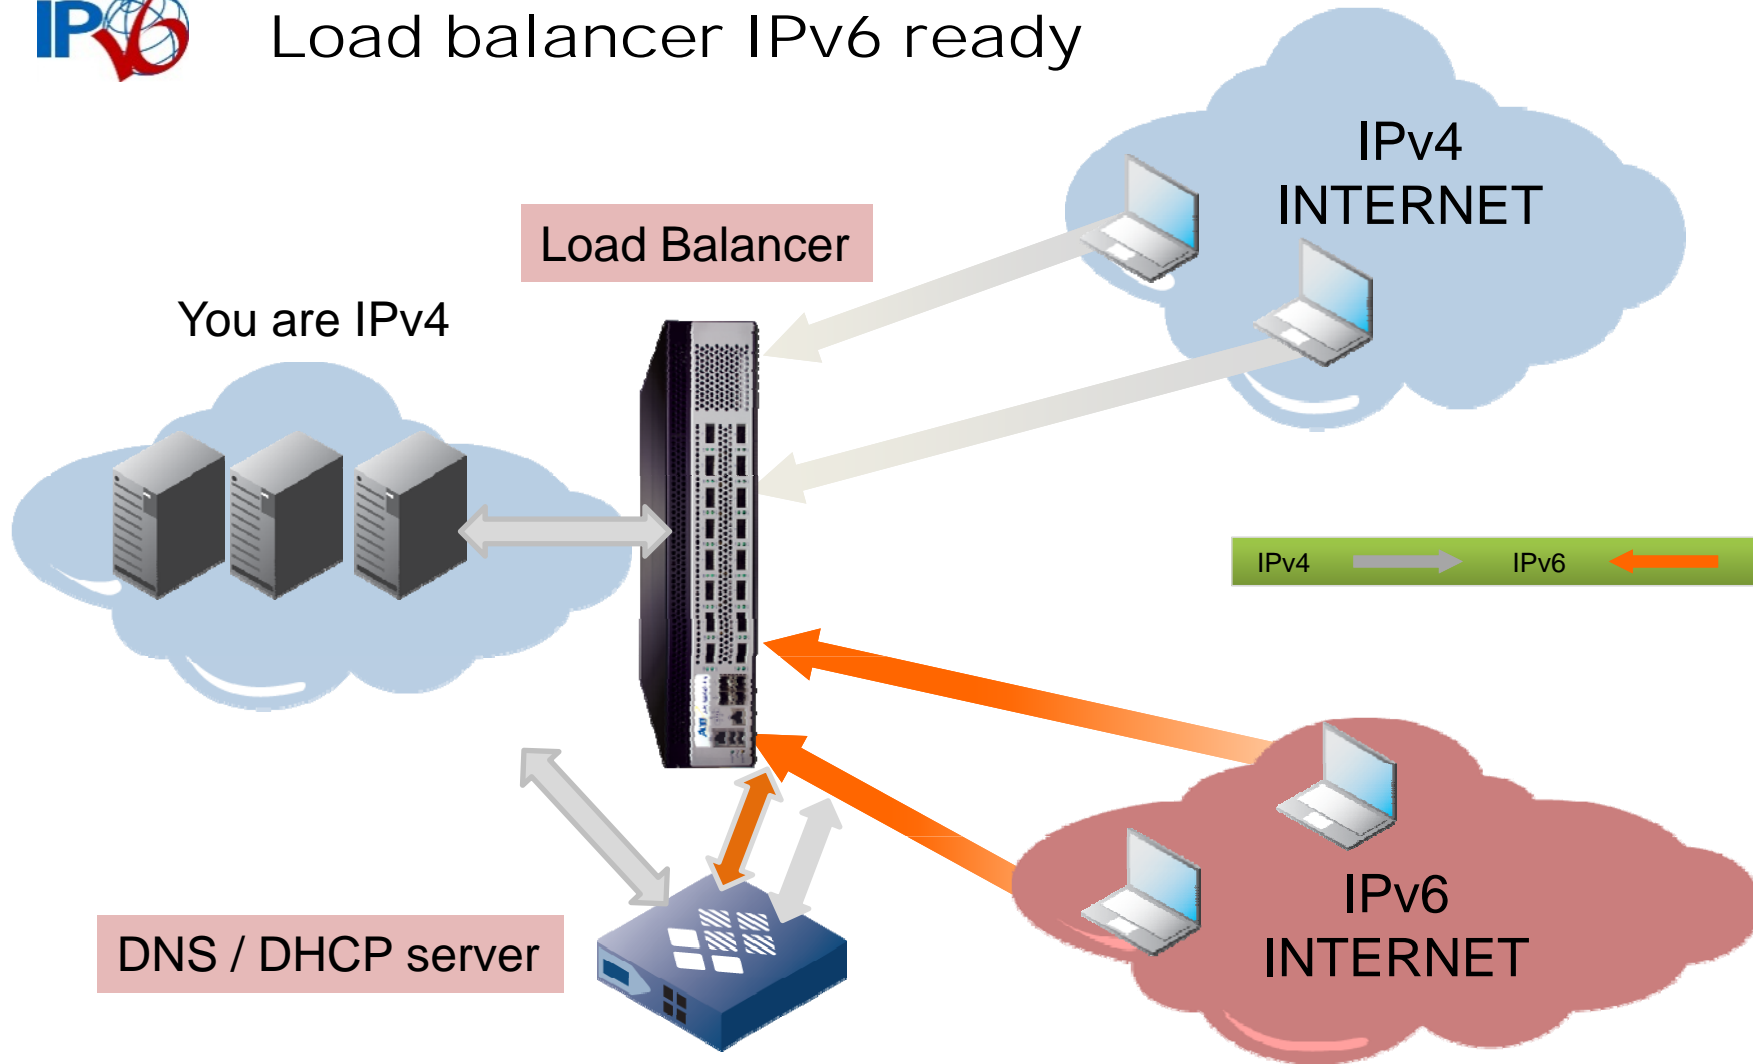 IPv6
Load balancer IPv6 ready
IPv4
INTERNET
Load Balancer
You are IPv4
IPv4
IPv6
DNS / DHCP server
IPv6
INTERNET